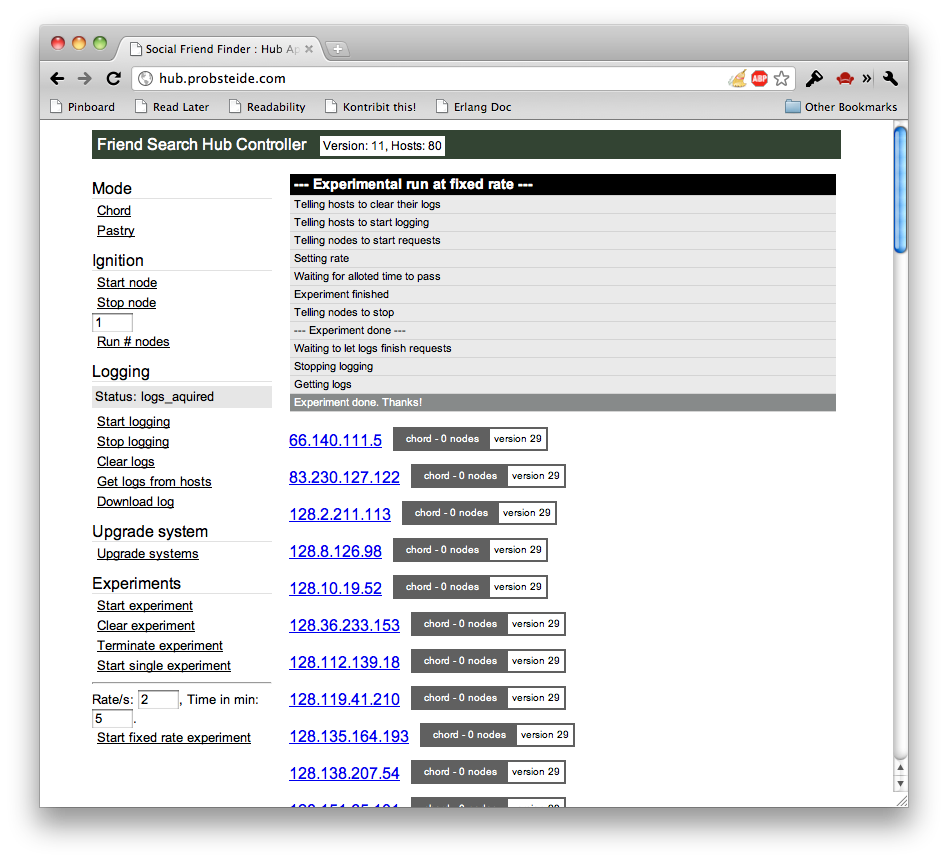 Social Friend Finder : Hub Ap
hub.probsteide.com
ABP
Pinboard
Read Later
Readability
Kontribit this!
Erlang Doc
Other Bookmarks
Friend Search Hub Controller
Version: 11, Hosts: 80
Mode
Chord
Pastry
Ignition
Start node
Stop node
1
Run # nodes
Logging
Status: logs_aquired
Start logging
Stop logging
Clear logs
Get logs from hosts
Download log
Upgrade system
Upgrade systems
Experiments
Start experiment
Clear experiment
Terminate experiment
Start single experiment
Rate/s: 2, Time in min:
5.
Start fixed rate experiment
--- Experimental run at fixed rate ---
Telling hosts to clear their logs
Telling hosts to start logging
Telling nodes to start requests
Setting rate
Waiting for alloted time to pass
Experiment finished
Telling nodes to stop
--- Experiment done ---
Waiting to let logs finish requests
Stopping logging
Getting logs
Experiment done. Thanks!
66.140.111.5 chord - 0 nodes version 29
83.230.127.122 chord - 0 nodes version 29
128.2.211.113 chord - 0 nodes version 29
128.8.126.98 chord - 0 nodes version 29
128.10.19.52 chord - 0 nodes version 29
128.36.233.153 chord - 0 nodes version 29
128.112.139.18 chord - 0 nodes version 29
128.119.41.210 chord - 0 nodes version 29
128.135.164.193 chord - 0 nodes version 29
128.138.207.54 chord - 0 nodes version 29